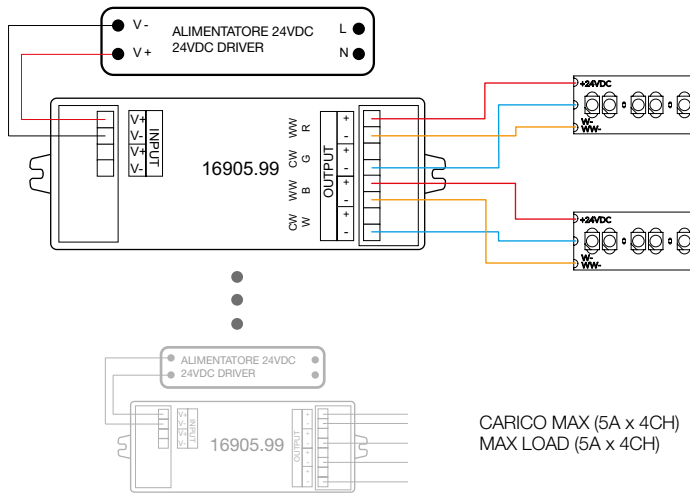 V -
V +
ALIMENTATORE 24VDC
24VDC DRIVER
L
N
V+
V-
V+
V-
INPUT
16905.99
WW
R
CW
G
WW
B
CW
W
OUTPUT
+
-
+
-
+
-
+
-
+24VDC
W-
WW-
+24VDC
W-
WW-
ALIMENTATORE 24VDC
24VDC DRIVER
V+
V-
V+
V-
INPUT
16905.99
OUTPUT
+
-
+
-
+
-
+
-
CARICO MAX (5A x 4CH)
MAX LOAD (5A x 4CH)